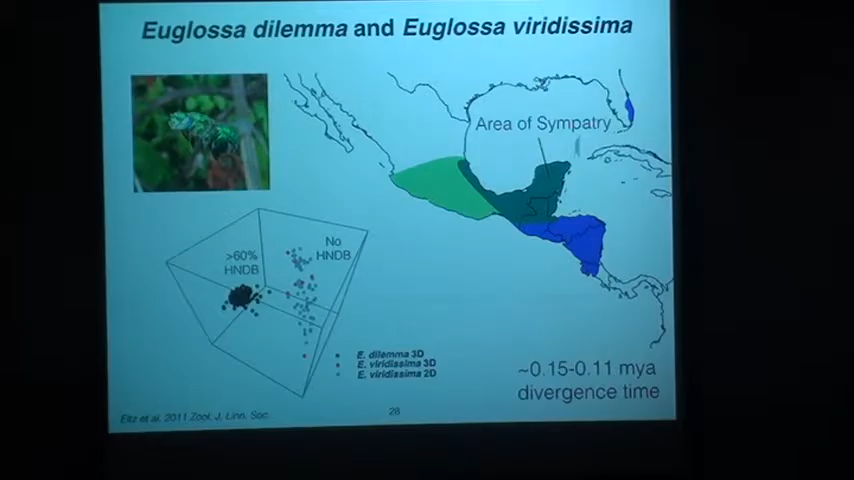 Euglossa dilemma and Euglossa viridissima
Area of Sympatry
>60%
HNDB
No
HNDB
E. dilemma 3D
E. viridissima 3D
E. viridissima 2D
~0.15-0.11 mya
divergence time
Eltz et al. 2011 Zool. J. Linn. Soc.
28